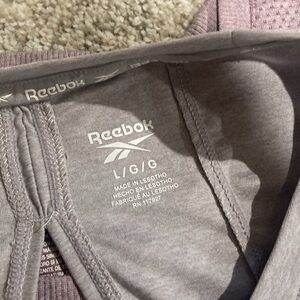 Reebok
Reebok
L/G/G
MADE IN LESOTHO
HECHO EN LESOTHO
FABRIQUÉ AU LESOTHO
RN 117927